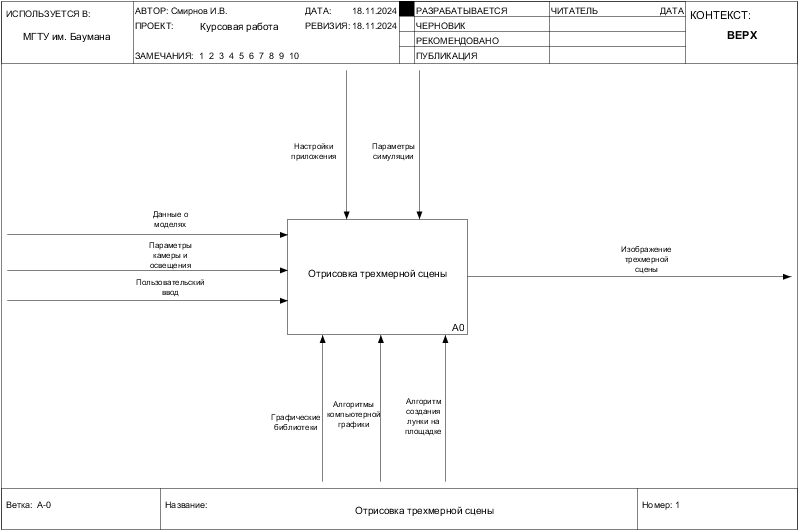 ИСПОЛЬЗУЕТСЯ В:
МГТУ им. Баумана
АВТОР: Смирнов И.В.
ДАТА: 18.11.2024
ПРОЕКТ: Курсовая работа
РЕВИЗИЯ: 18.11.2024
ЗАМЕЧАНИЯ: 1 2 3 4 5 6 7 8 9 10
РАЗРАБАТЫВАЕТСЯ
ЧЕРНОВИК
РЕКОМЕНДОВАНО
ПУБЛИКАЦИЯ
ЧИТАТЕЛЬ ДАТА
КОНТЕКСТ:
ВЕРХ
Настройки
приложения
Параметры
симуляции
Данные о
моделях
Параметры
камеры и
освещения
Пользовательский
ввод
Отрисовка трехмерной сцены
A0
Изображение
трехмерной
сцены
Графические
библиотеки
Алгоритмы
компьютерной
графики
Алгоритм
создания
лунки на
площадке
Ветка: A-0
Название:
Отрисовка трехмерной сцены
Номер: 1